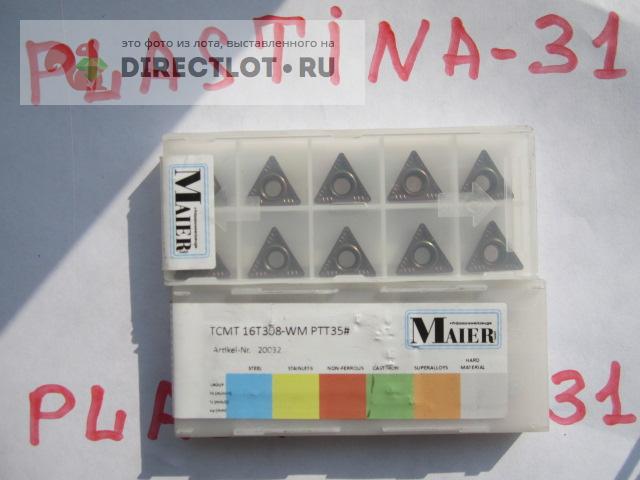 PLASTINA-31
это фото из лота, выставленного на
DIRECTLOT.RU
MAIER
TCMT 16T308-WM PTT35#
Artikel-Nr. 20032
MAIER
STEEL STAINLETS NON-FERROUS CAST IRON SUPERALLOYS HARD MATERIAL
PLA 31